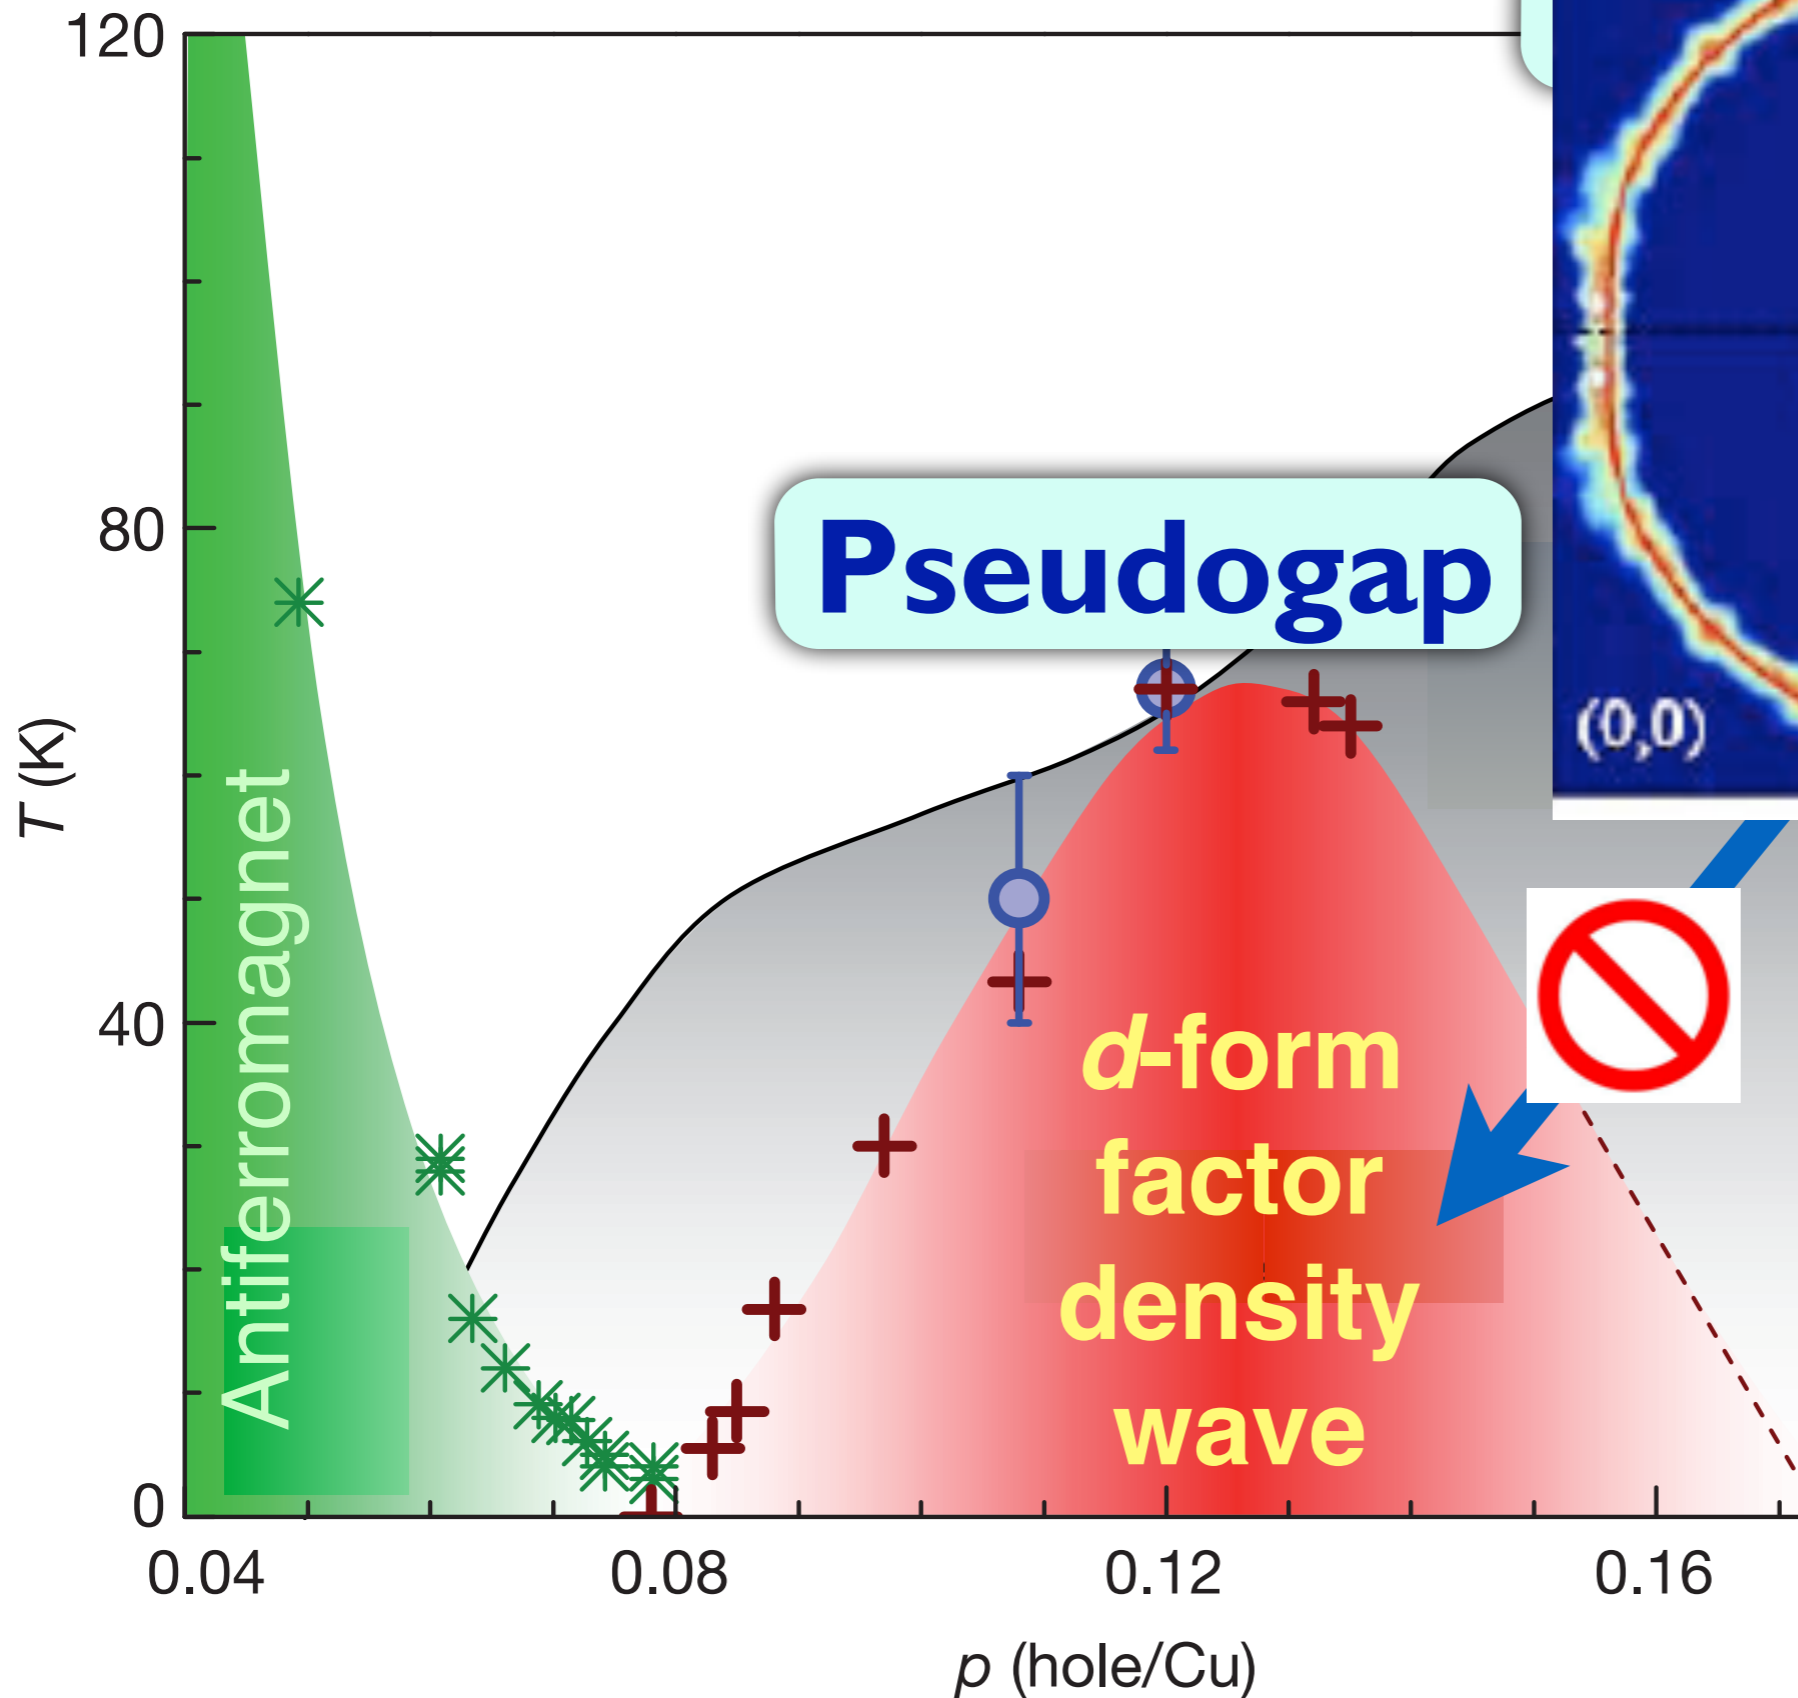 120
80
40
0
T (K)
Antiferromagnet
Pseudogap
(0,0)
d-form
factor
density
wave
0.04
0.08
0.12
0.16
p (hole/Cu)